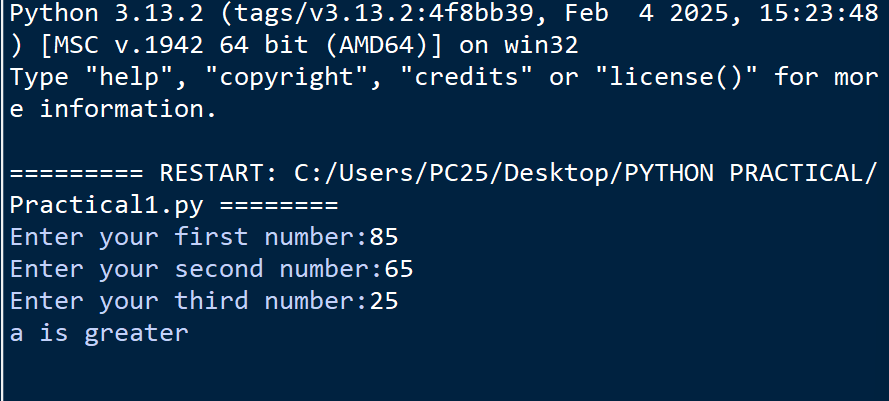 Python 3.13.2 (tags/v3.13.2:4f8bb39, Feb  4 2025, 15:23:48
) [MSC v.1942 64 bit (AMD64)] on win32
Type "help", "copyright", "credits" or "license()" for mor
e information.
========= RESTART: C:/Users/PC25/Desktop/PYTHON PRACTICAL/
Practical1.py ========
Enter your first number:85
Enter your second number:65
Enter your third number:25
a is greater